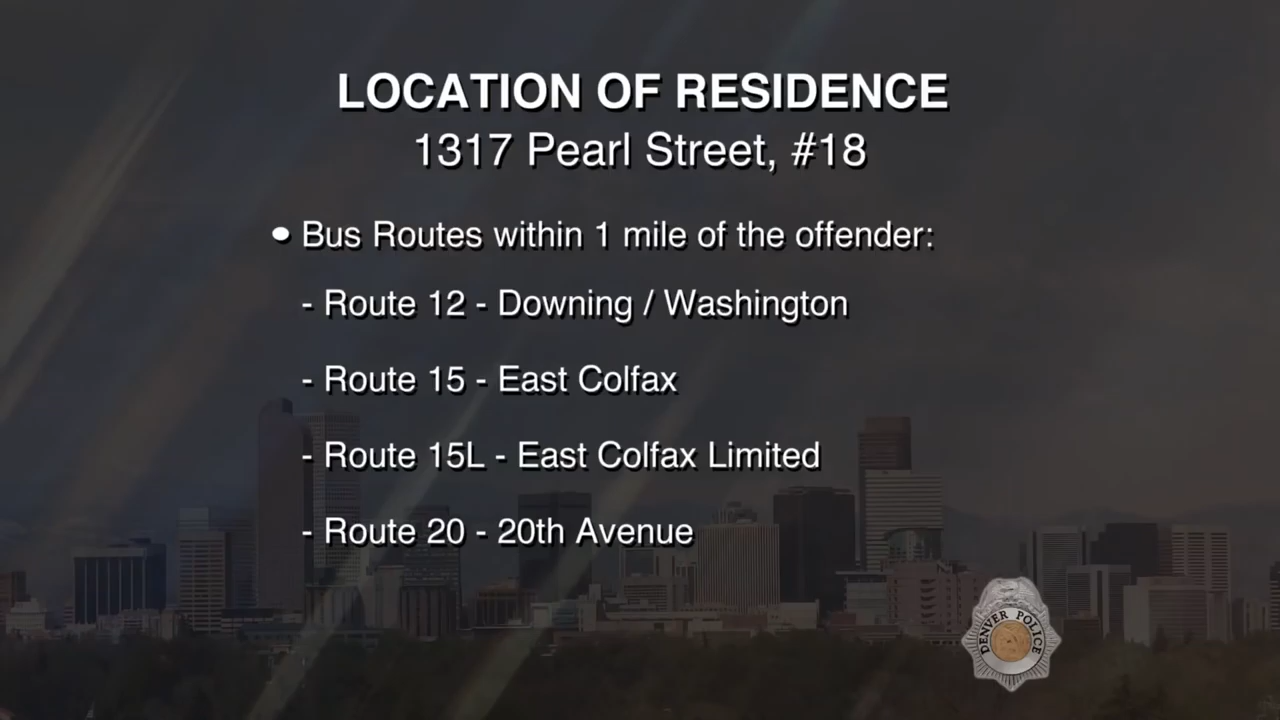 LOCATION OF RESIDENCE
1317 Pearl Street, #18
• Bus Routes within 1 mile of the offender:
- Route 12 - Downing / Washington
- Route 15 - East Colfax
- Route 15L - East Colfax Limited
- Route 20 - 20th Avenue
DENVER POLICE